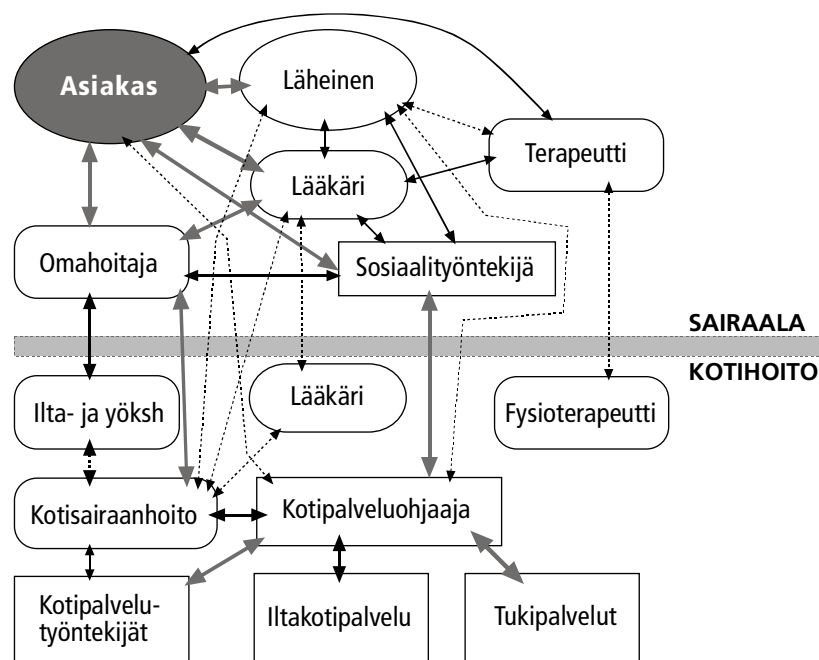 Asiakas
Läheinen
Terapeutti
Lääkäri
Omahoitaja
Sosiaalityöntekijä
SAIRAALA
KOTIHOITO
Ilta- ja yöksh
Lääkäri
Fysioterapeutti
Kotisairaanhoito
Kotipalveluohjaaja
Kotipalvelu-
työntekijät
Iltakotipalvelu
Tukipalvelut